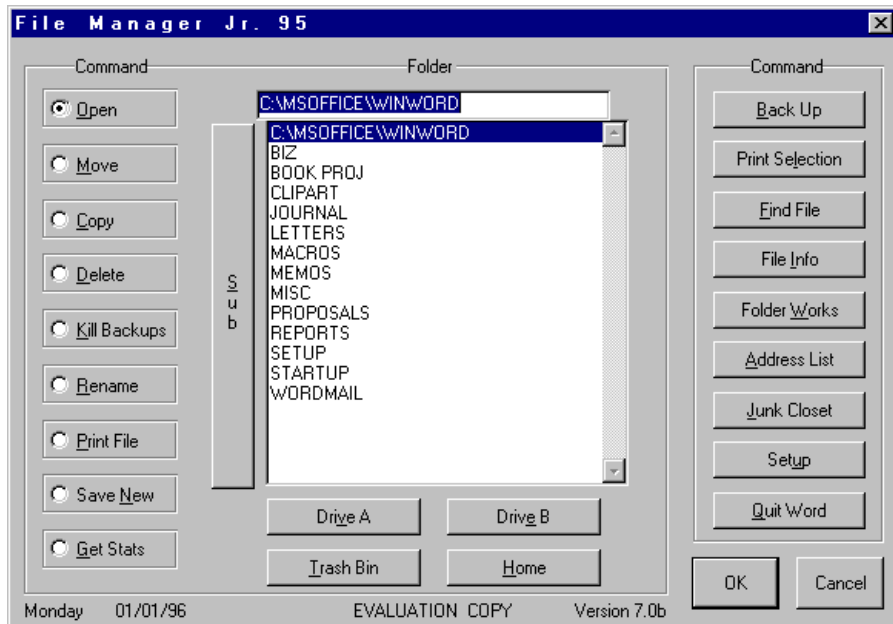 File Manager Jr. 95
Command
Open
Move
Copy
Delete
Kill Backups
Rename
Print File
Save New
Get Stats
Folder
C:\MSOFFICE\WINWORD
Sub
C:\MSOFFICE\WINWORD
BIZ
BOOK PROJ
CLIPART
JOURNAL
LETTERS
MACROS
MEMOS
MISC
PROPOSALS
REPORTS
SETUP
STARTUP
WORDMAIL
Drive A
Drive B
Trash Bin
Home
Command
Back Up
Print Selection
Find File
File Info
Folder Works
Address List
Junk Closet
Setup
Quit Word
OK
Cancel
Monday 01/01/96 EVALUATION COPY Version 7.0b